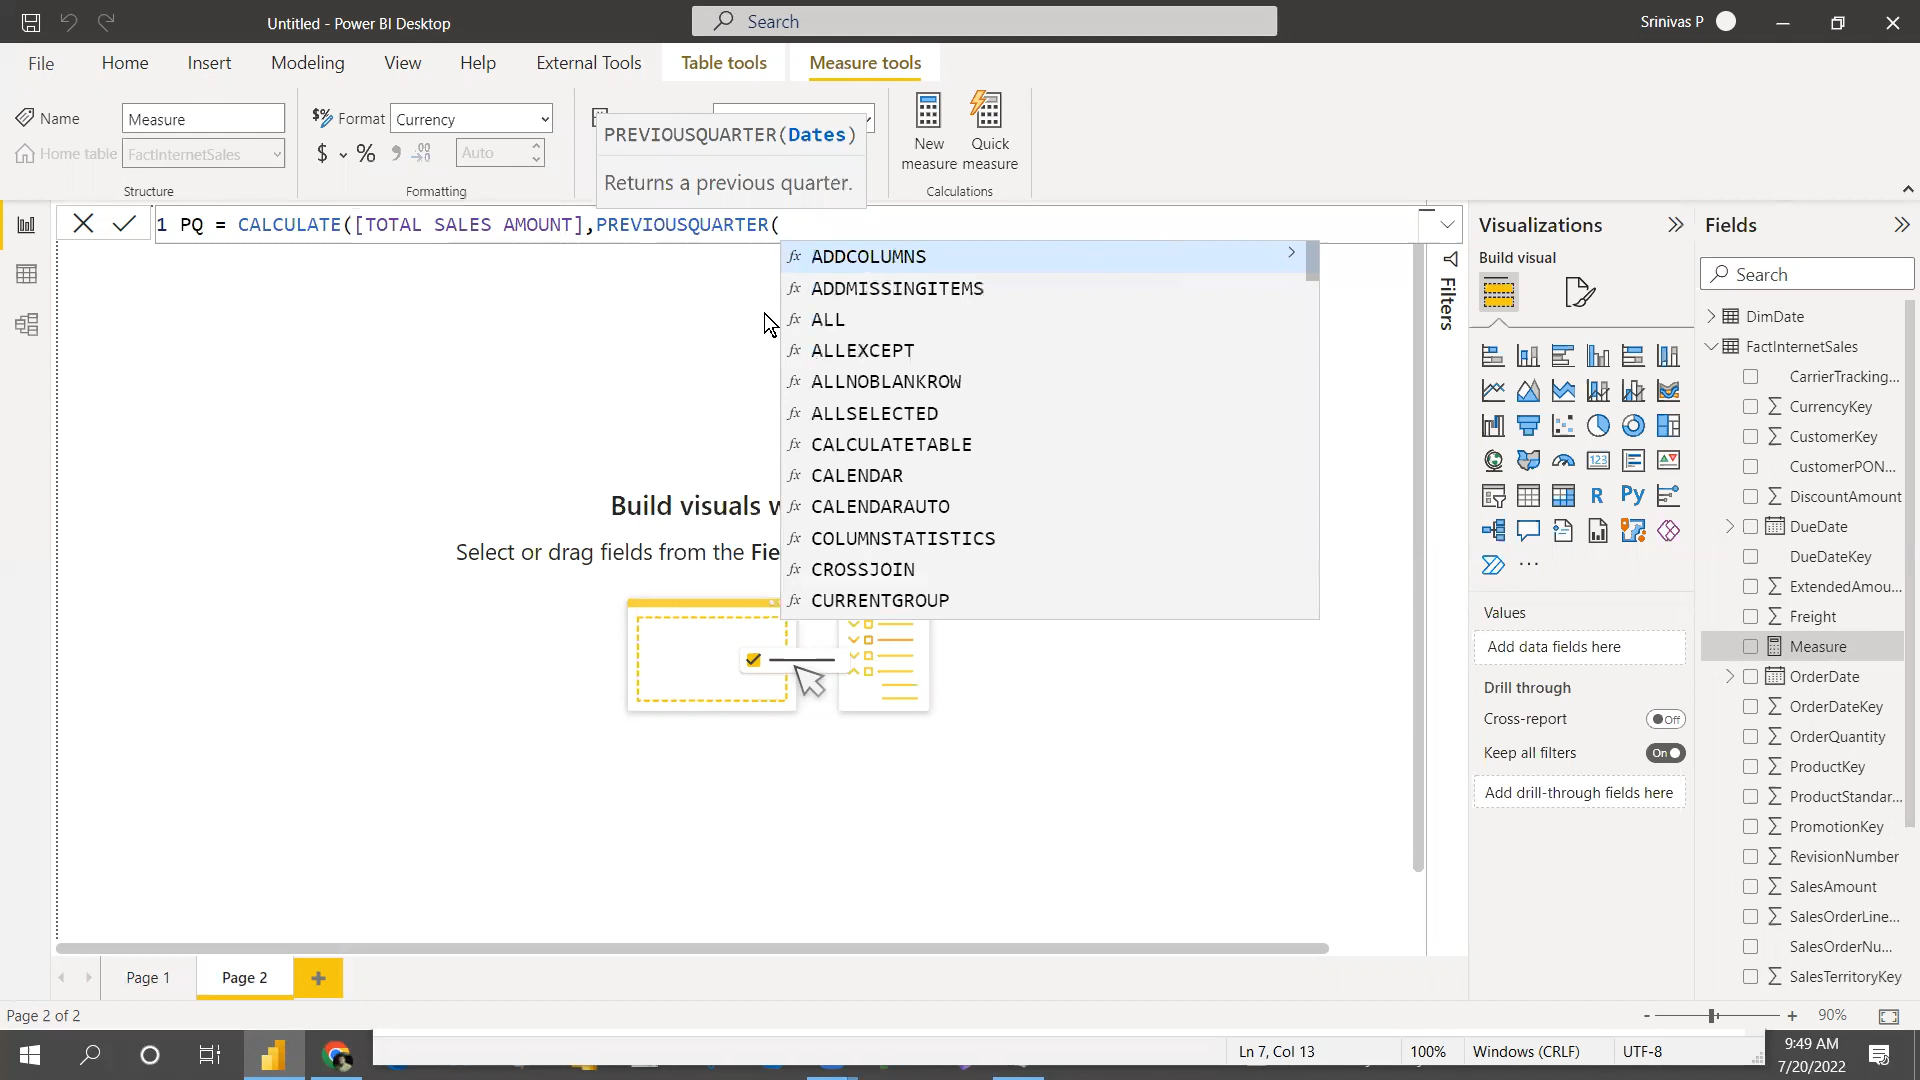 Untitled - Power BI Desktop
Search
Srinivas P
File
Home
Insert
Modeling
View
Help
External Tools
Table tools
Measure tools
Name
Measure
Home table
FactInternetSales
Structure
Format
Currency
$
%
Auto
Formatting
PREVIOUSQUARTER(Dates)
Returns a previous quarter.
New
measure
Quick
measure
Calculations
1 PQ = CALCULATE([TOTAL SALES AMOUNT],PREVIOUSQUARTER(
ADDCOLUMNS
ADDMISSINGITEMS
ALL
ALLEXCEPT
ALLNOBLANKROW
ALLSELECTED
CALCULATETABLE
CALENDAR
CALENDARAUTO
COLUMNSTATISTICS
CROSSJOIN
CURRENTGROUP
Build visuals w
Select or drag fields from the Fie
Filters
Visualizations
Build visual
R
Py
123
...
Values
Add data fields here
Drill through
Cross-report
Off
Keep all filters
On
Add drill-through fields here
Fields
Search
DimDate
FactInternetSales
CarrierTracking...
CurrencyKey
CustomerKey
CustomerPON...
DiscountAmount
DueDate
DueDateKey
ExtendedAmou...
Freight
Measure
OrderDate
OrderDateKey
OrderQuantity
ProductKey
ProductStandar...
PromotionKey
RevisionNumber
SalesAmount
SalesOrderLine...
SalesOrderNu...
SalesTerritoryKey
Page 1
Page 2
+
Page 2 of 2
- + 90%
Ln 7, Col 13
100%
Windows (CRLF)
UTF-8
9:49 AM
7/20/2022